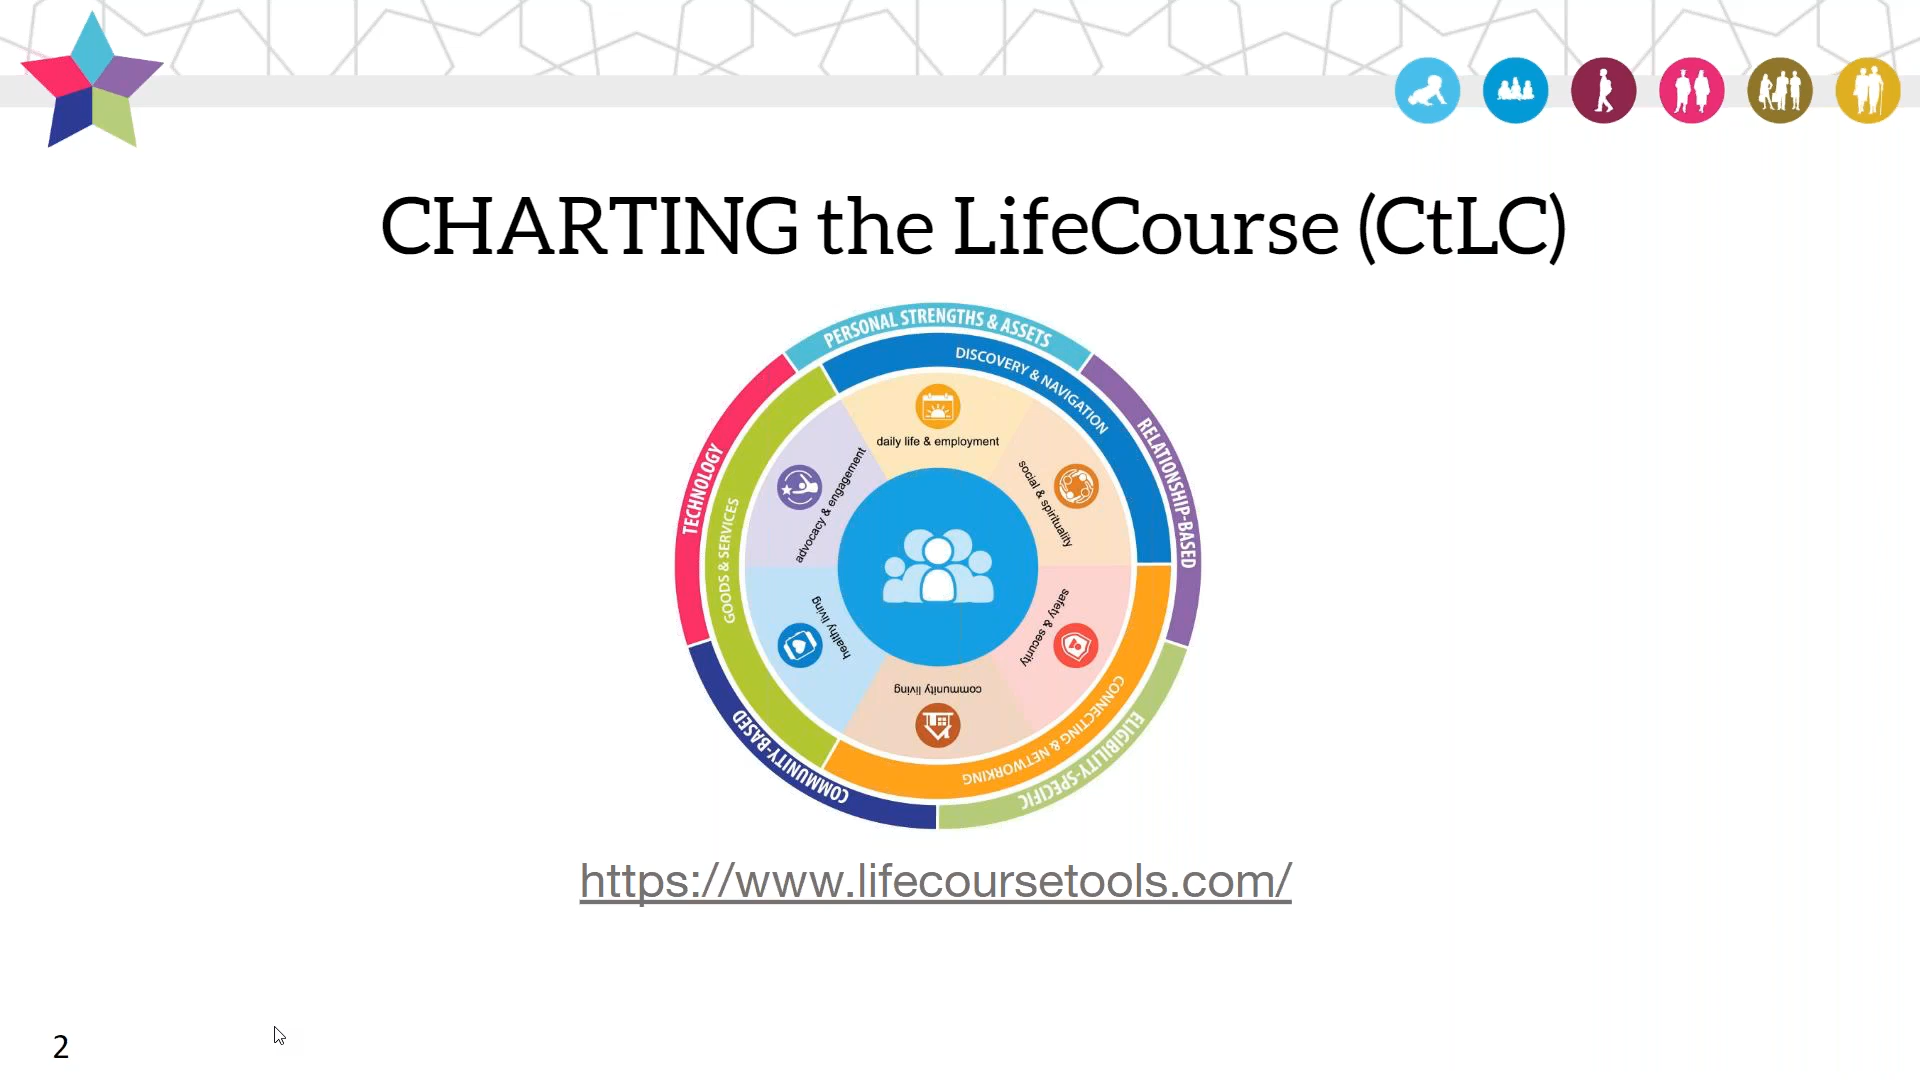 CHARTING the LifeCourse (CtLC)
PERSONAL STRENGTHS & ASSETS
DISCOVERY & NAVIGATION
RELATIONSHIP-BASED
TECHNOLOGY
GOODS & SERVICES
daily life & employment
social & spirituality
advocacy & engagement
safety & security
healthy living
community living
CONNECTING & NETWORKING
ELIGIBILITY-SPECIFIC
COMMUNITY-BASED
https://www.lifecoursetools.com/
2